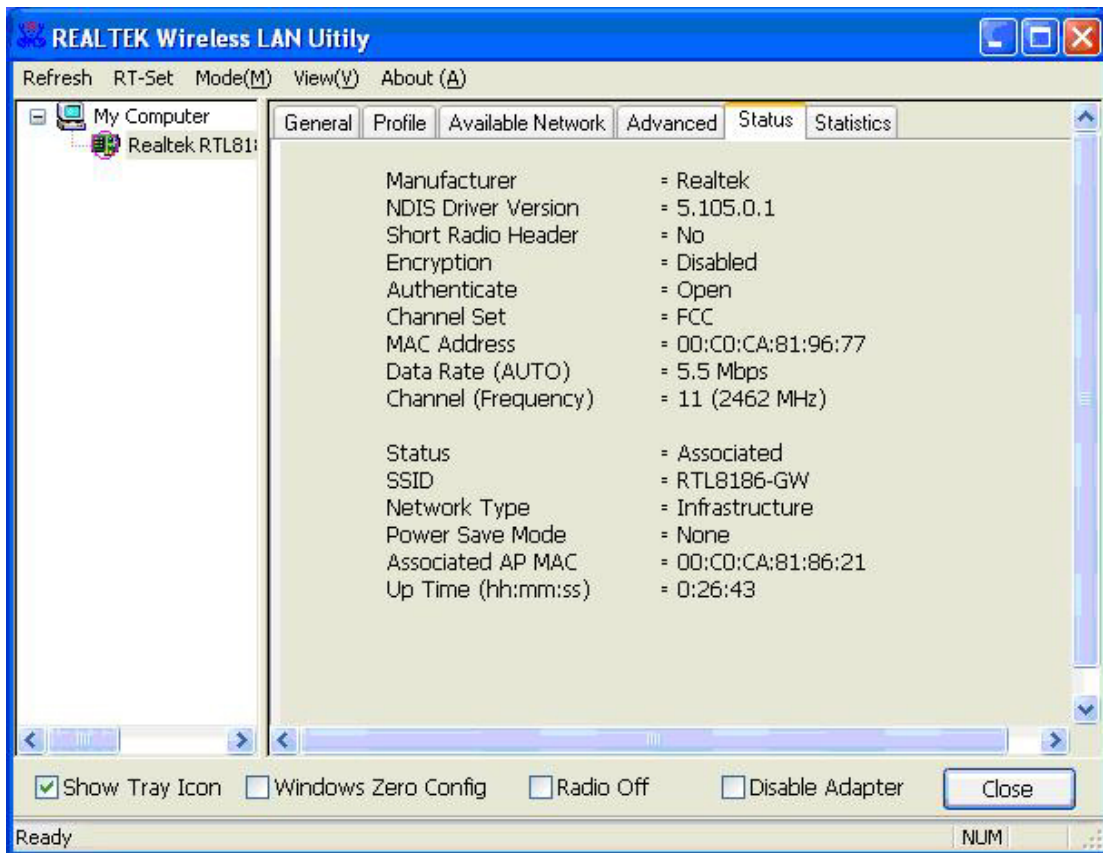 REALTEK Wireless LAN Uitily
Refresh RT-Set Mode(M) View(V) About (A)
My Computer
Realtek RTL818
General Profile Available Network Advanced Status Statistics
Manufacturer = Realtek
NDIS Driver Version = 5.105.0.1
Short Radio Header = No
Encryption = Disabled
Authenticate = Open
Channel Set = FCC
MAC Address = 00:C0:CA:81:96:77
Data Rate (AUTO) = 5.5 Mbps
Channel (Frequency) = 11 (2462 MHz)
Status = Associated
SSID = RTL8186-GW
Network Type = Infrastructure
Power Save Mode = None
Associated AP MAC = 00:C0:CA:81:86:21
Up Time (hh:mm:ss) = 0:26:43
Show Tray Icon Windows Zero Config Radio Off Disable Adapter Close
Ready NUM